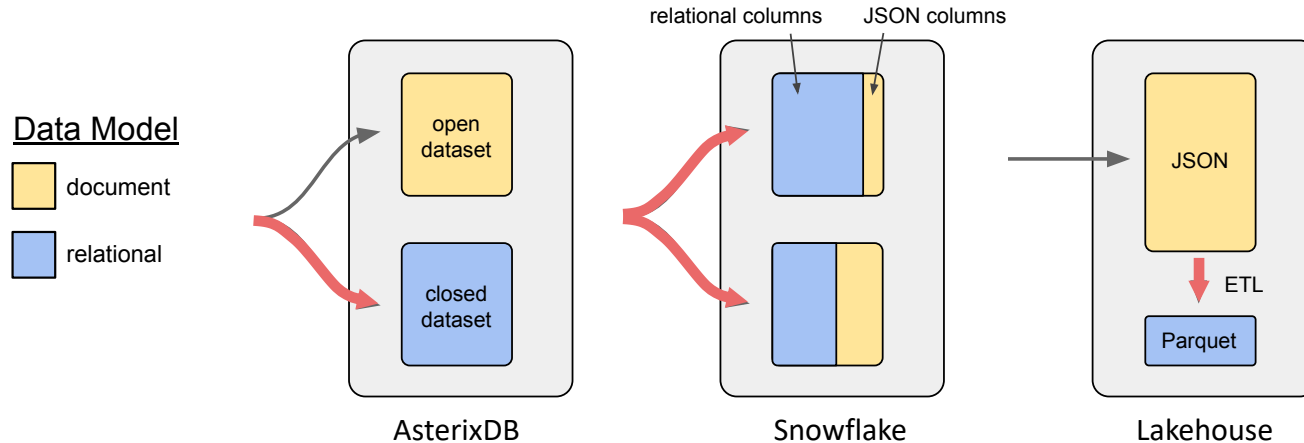 relational columns
JSON columns
Data Model
document
relational
open
dataset
closed
dataset
JSON
ETL
Parquet
AsterixDB
Snowflake
Lakehouse